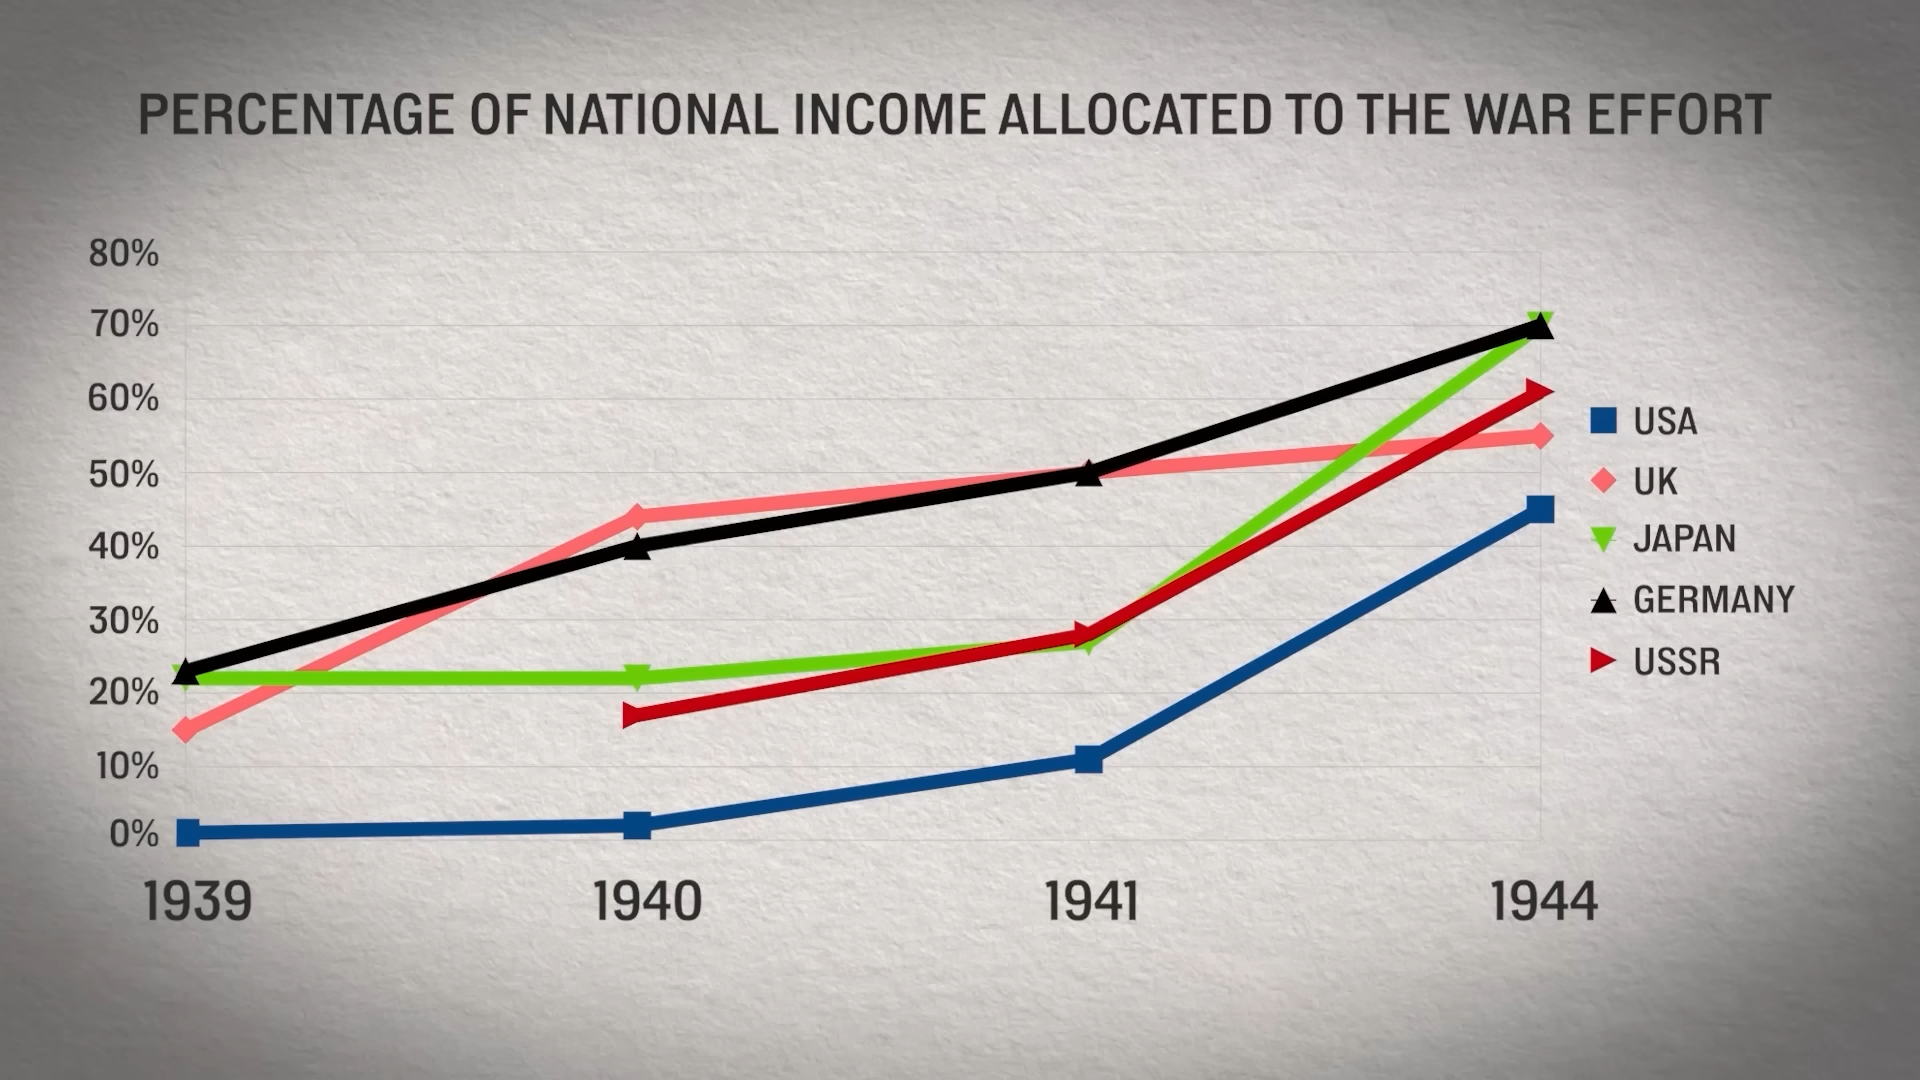 PERCENTAGE OF NATIONAL INCOME ALLOCATED TO THE WAR EFFORT
80%
70%
60%
50%
40%
30%
20%
10%
0%
1939
1940
1941
1944
USA
UK
JAPAN
GERMANY
USSR